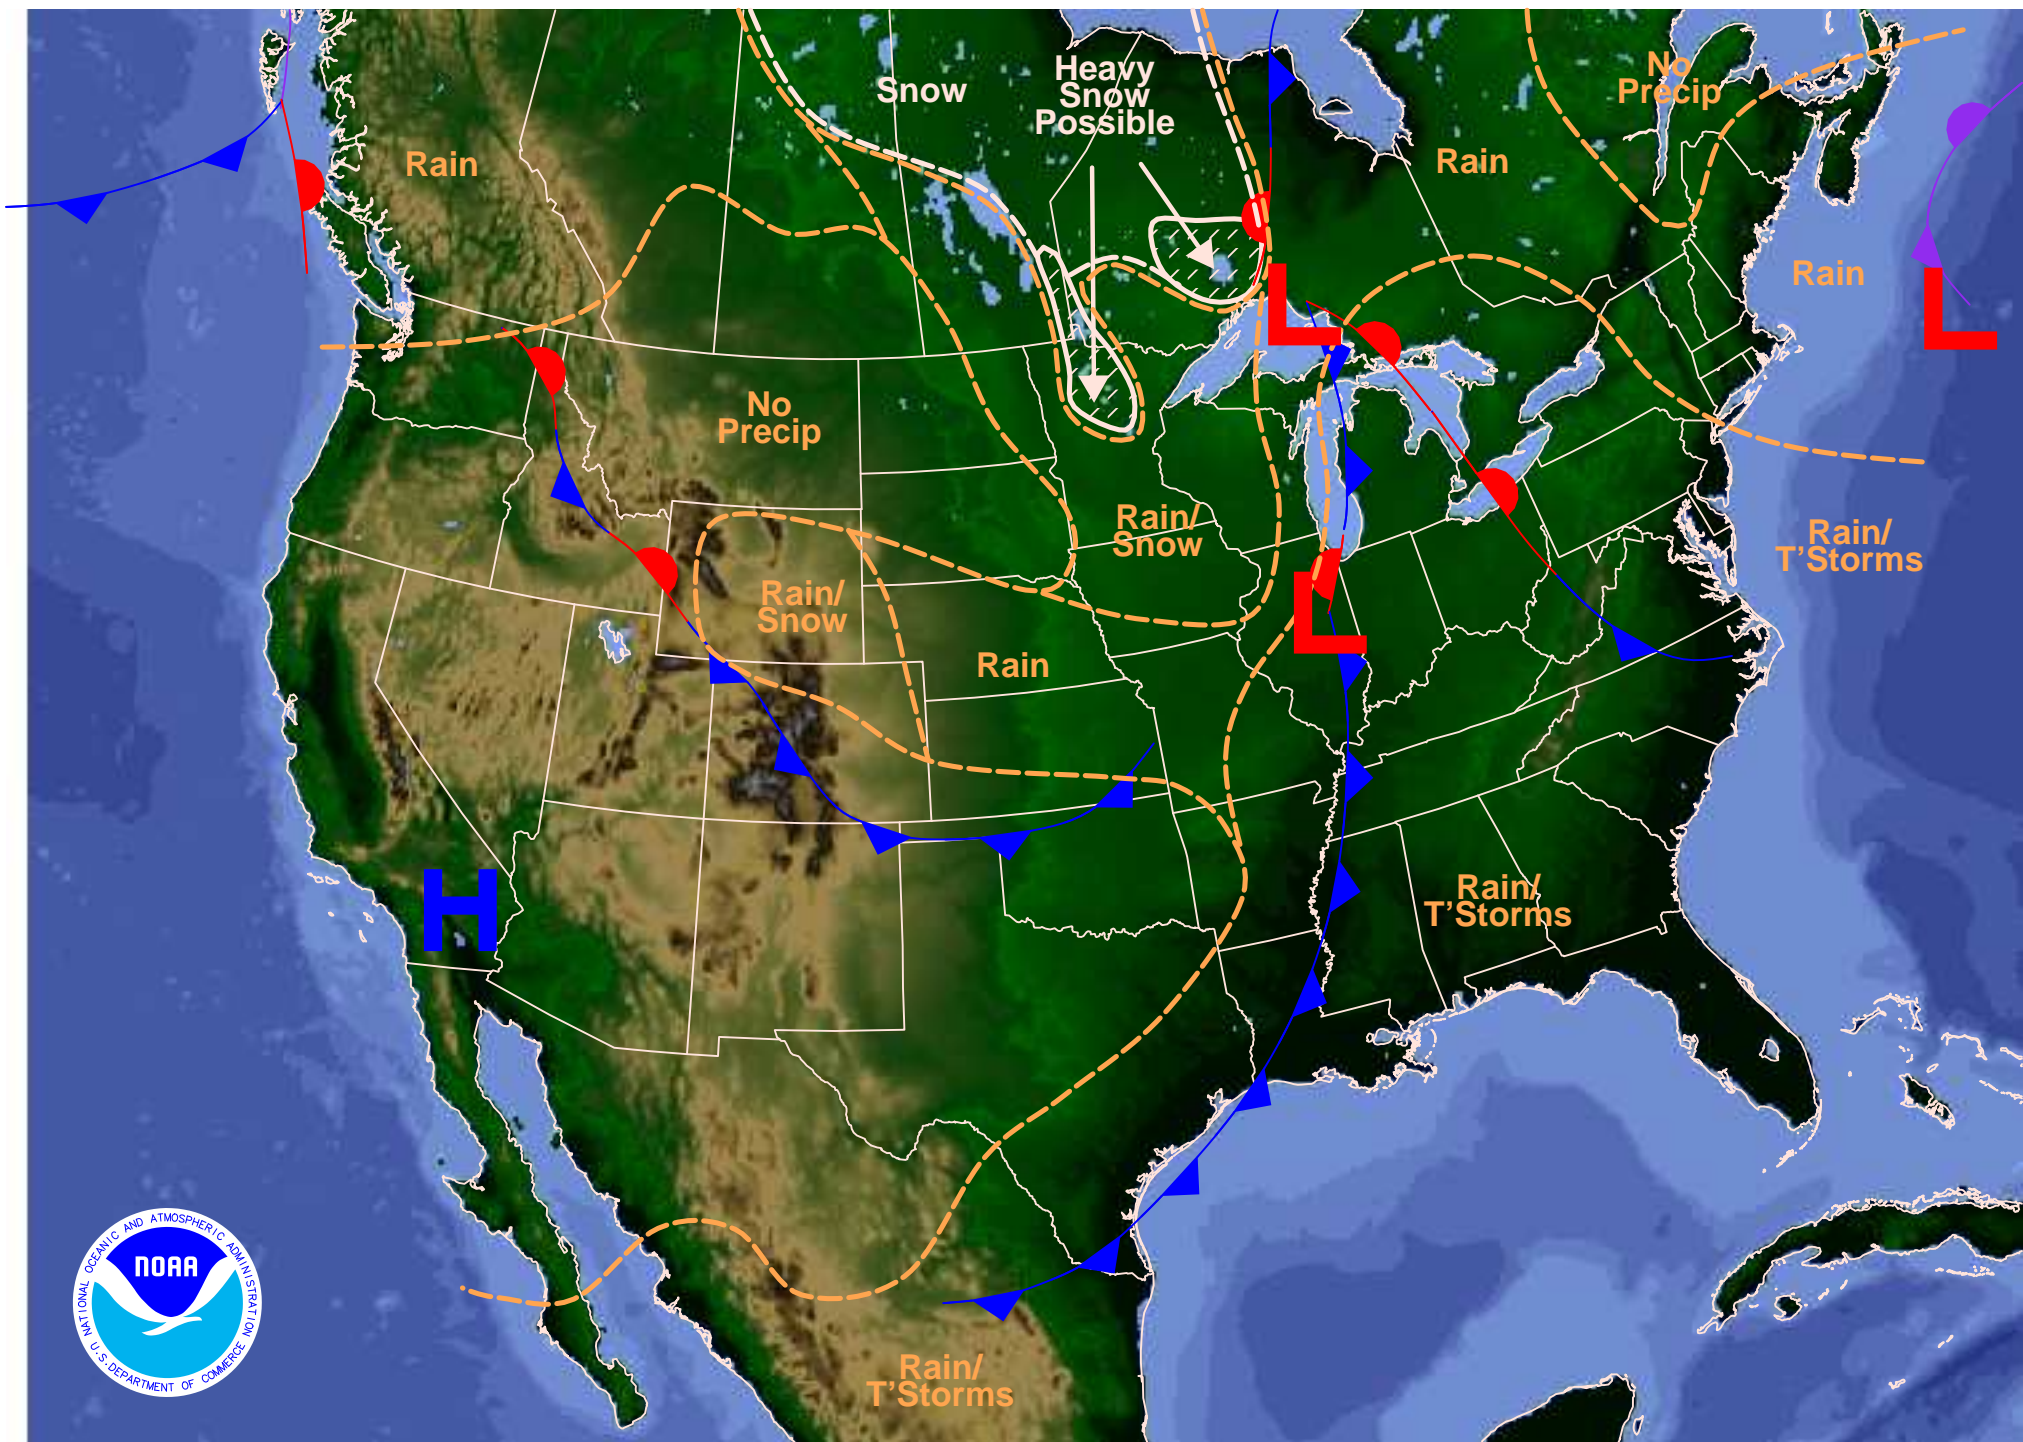 Snow
Heavy
Snow
Possible
No
Precip
Rain
Rain
Rain
No
Precip
Rain/
Snow
Rain/
T'Storms
Rain/
Snow
Rain
L
L
L
H
Rain/
T'Storms
Rain/
T'Storms
NATIONAL OCEANIC AND ATMOSPHERIC ADMINISTRATION
NOAA
U.S. DEPARTMENT OF COMMERCE